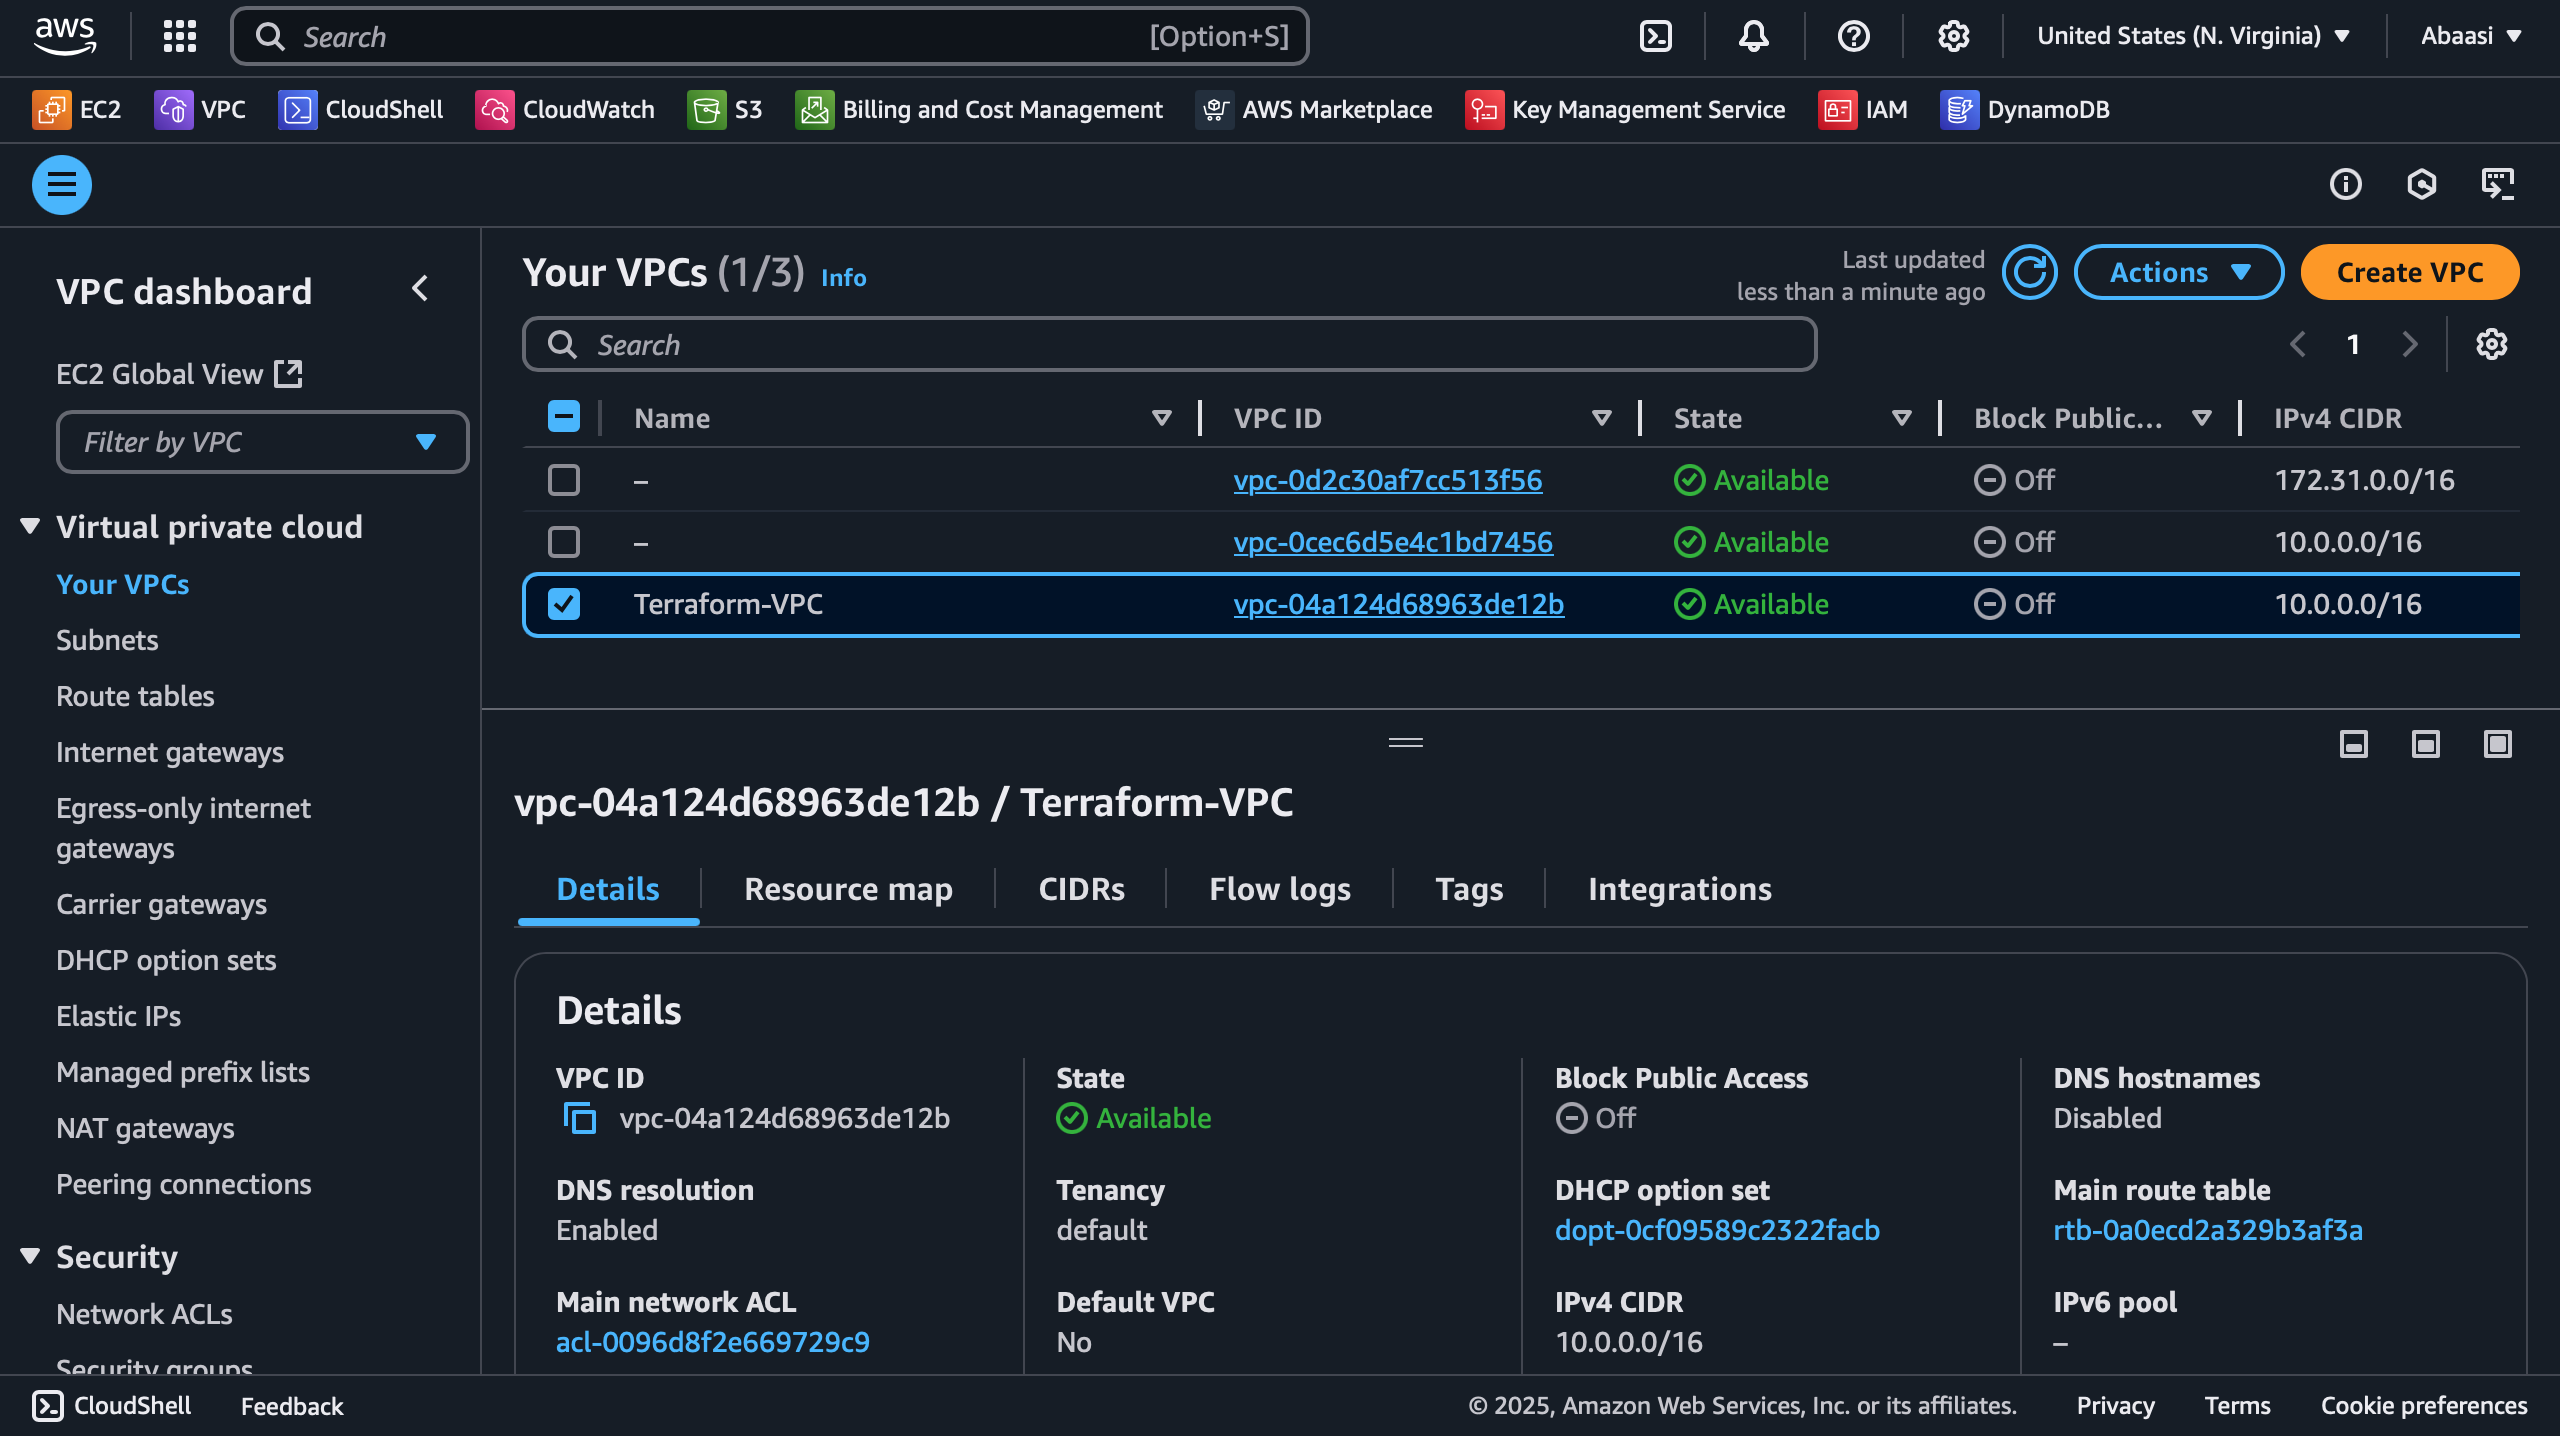 aws
Search [Option+S]
United States (N. Virginia)
Abaasi
EC2 VPC CloudShell CloudWatch S3 Billing and Cost Management AWS Marketplace Key Management Service IAM DynamoDB
VPC dashboard
EC2 Global View
Filter by VPC
Virtual private cloud
Your VPCs
Subnets
Route tables
Internet gateways
Egress-only internet
gateways
Carrier gateways
DHCP option sets
Elastic IPs
Managed prefix lists
NAT gateways
Peering connections
Security
Network ACLs
Security groups
Your VPCs (1/3) Info
Last updated
less than a minute ago
Actions
Create VPC
Search
1
Name VPC ID State Block Public... IPv4 CIDR
– vpc-0d2c30af7cc513f56 Available Off 172.31.0.0/16
– vpc-0cec6d5e4c1bd7456 Available Off 10.0.0.0/16
Terraform-VPC vpc-04a124d68963de12b Available Off 10.0.0.0/16
vpc-04a124d68963de12b / Terraform-VPC
Details Resource map CIDRs Flow logs Tags Integrations
Details
VPC ID State Block Public Access DNS hostnames
vpc-04a124d68963de12b Available Off Disabled
DNS resolution Tenancy DHCP option set Main route table
Enabled default dopt-0cf09589c2322facb rtb-0a0ecd2a329b3af3a
Main network ACL Default VPC IPv4 CIDR IPv6 pool
acl-0096d8f2e669729c9 No 10.0.0.0/16 –
CloudShell Feedback © 2025, Amazon Web Services, Inc. or its affiliates. Privacy Terms Cookie preferences